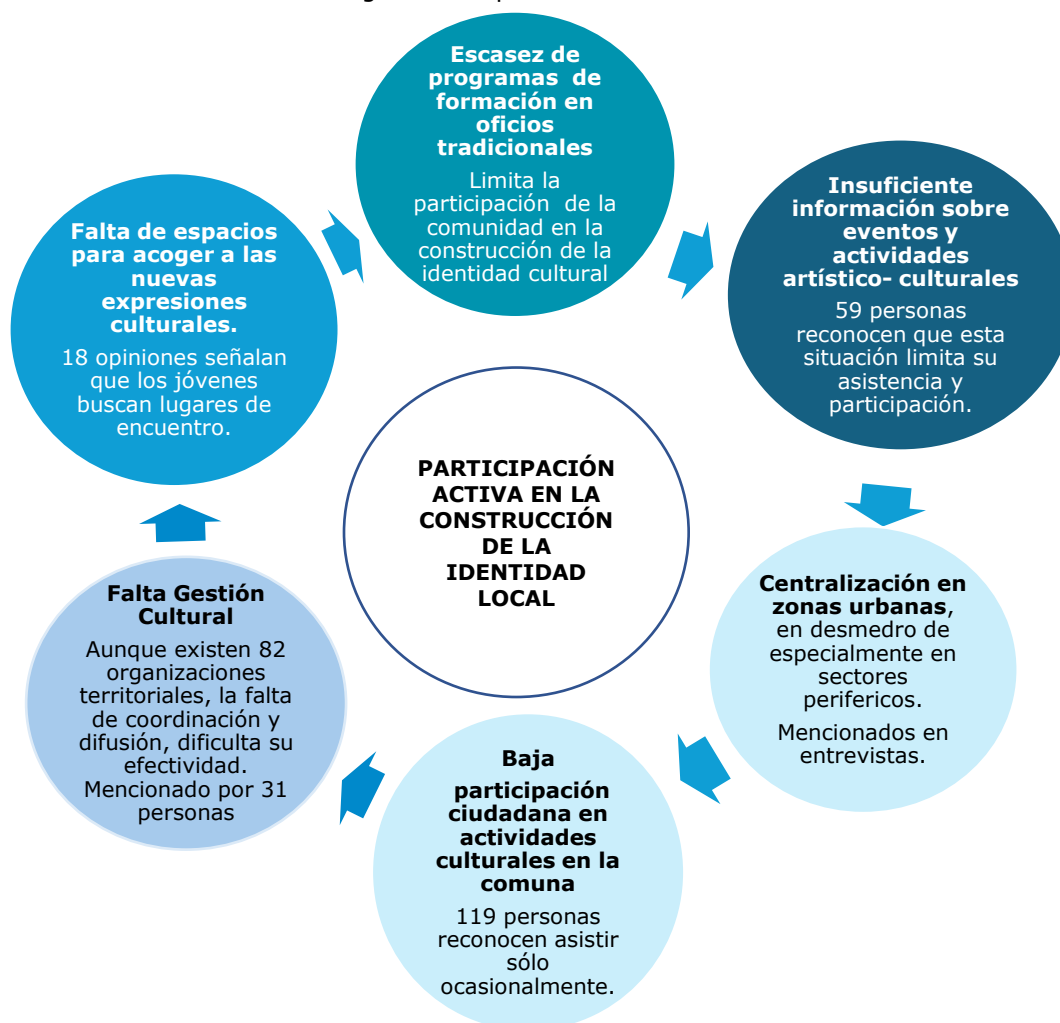 Escasez de
programas  de
formación en
oficios
tradicionales
Limita la
participación  de la
comunidad en la
construcción de la
identidad cultural
Insuficiente
información sobre
eventos y
actividades
artístico- culturales
59 personas
reconocen que esta
situación limita su
asistencia y
participación.
Centralización en
zonas urbanas,
en desmedro de
especialmente en
sectores
perifericos.
Mencionados en
entrevistas.
Baja
participación
ciudadana en
actividades
culturales en la
comuna
119 personas
reconocen asistir
sólo
ocasionalmente.
Falta Gestión
Cultural
Aunque existen 82
organizaciones
territoriales, la falta
de coordinación y
difusión, dificulta su
efectividad.
Mencionado por 31
personas
Falta de espacios
para acoger a las
nuevas
expresiones
culturales.
18 opiniones señalan
que los jóvenes
buscan lugares de
encuentro.
PARTICIPACIÓN
ACTIVA EN LA
CONSTRUCCIÓN
DE LA
IDENTIDAD
LOCAL